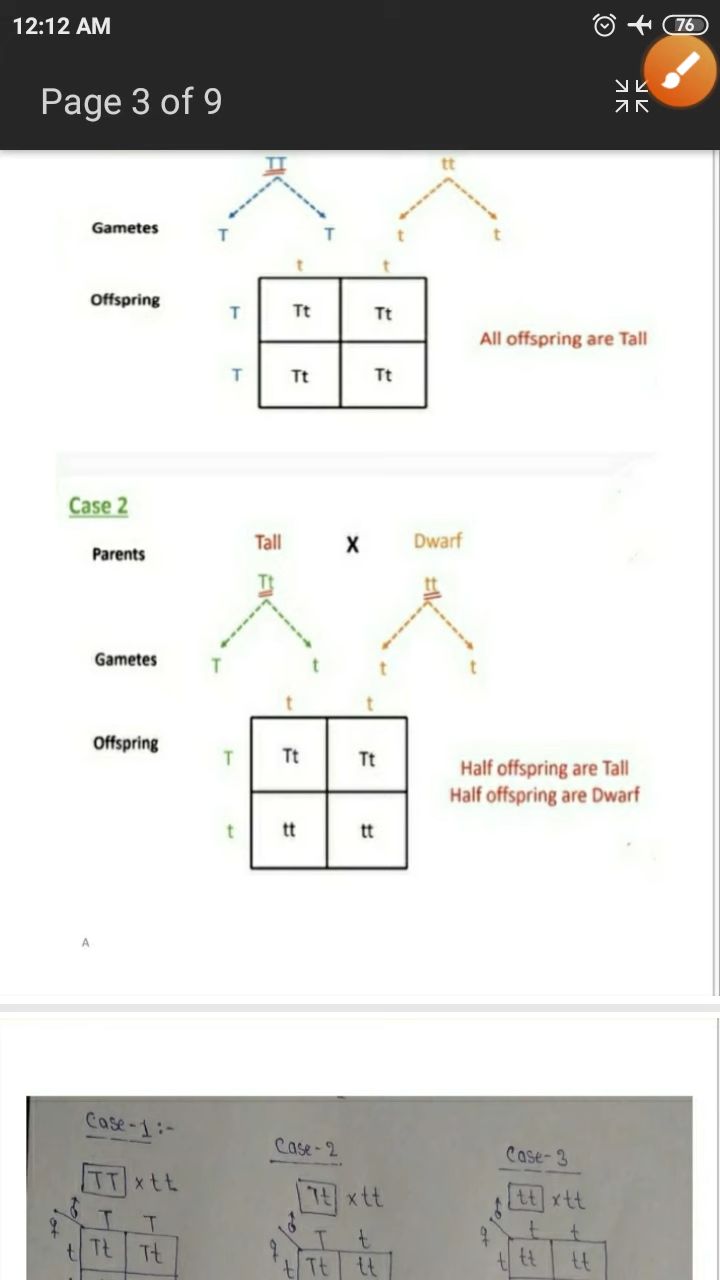 12:12 AM
76
Page 3 of 9
TT tt
Gametes T T t t
t t
Offspring T Tt Tt
All offspring are Tall
T Tt Tt
Case 2
Parents Tall X Dwarf
Tt tt
Gametes T t t t
t t
Offspring T Tt Tt
Half offspring are Tall
Half offspring are Dwarf
t tt tt
A
Case-1:-
TT x tt
♂ T T
♀ t Tt Tt
Case-2
Tt x tt
♂ T t
♀ t Tt tt
Case-3
tt x tt
♂ t t
♀ t tt tt